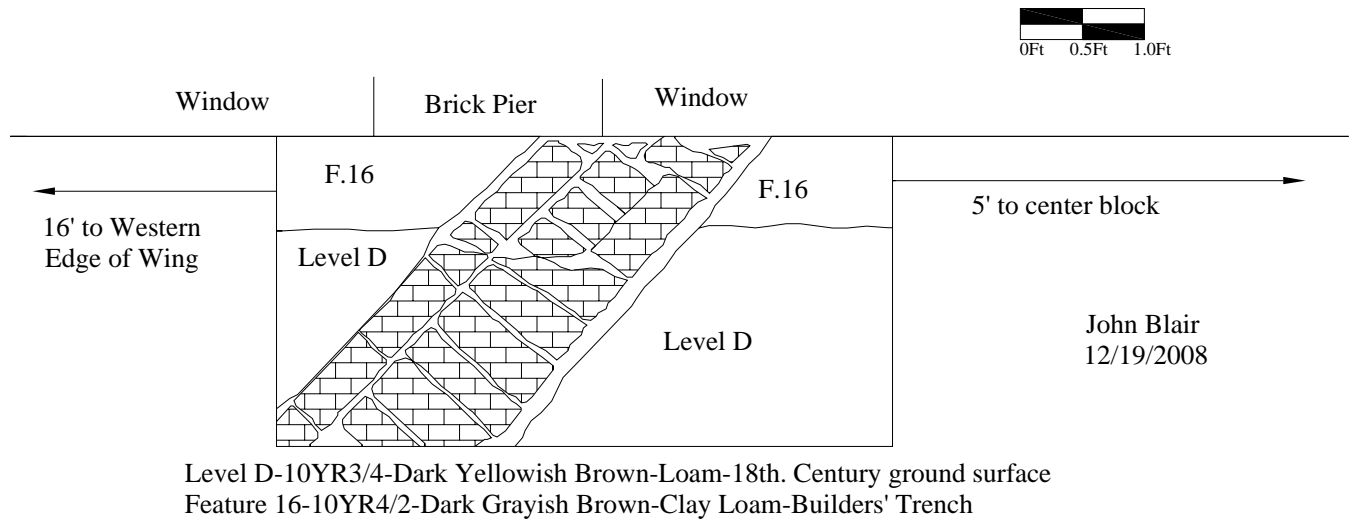 0Ft 0.5Ft 1.0Ft
Window
Brick Pier
Window
F.16
F.16
16' to Western
Edge of Wing
5' to center block
Level D
Level D
John Blair
12/19/2008
Level D-10YR3/4-Dark Yellowish Brown-Loam-18th. Century ground surface
Feature 16-10YR4/2-Dark Grayish Brown-Clay Loam-Builders' Trench